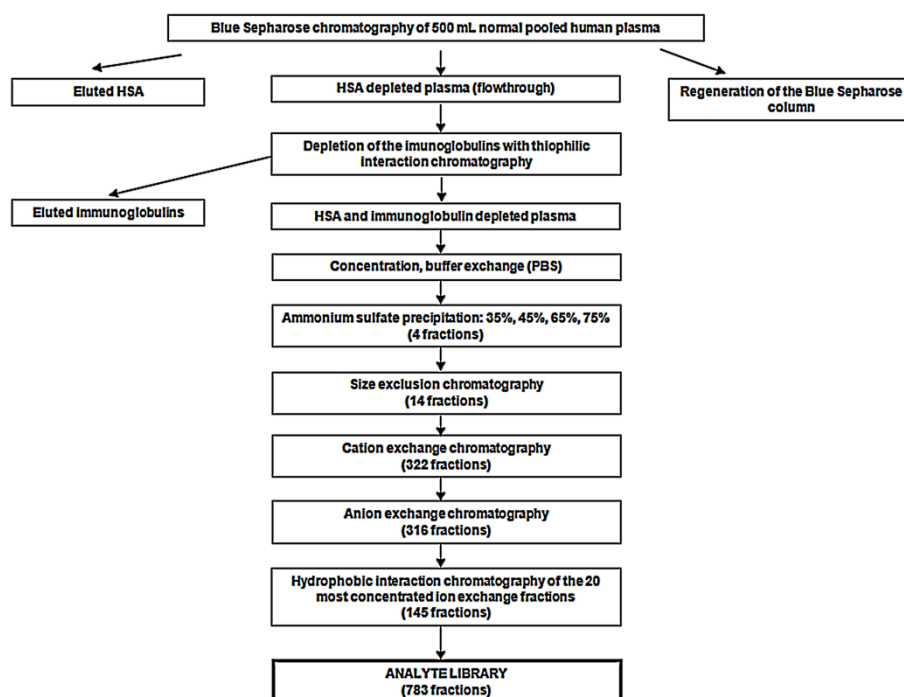 Blue Sepharose chromatography of 500 mL normal pooled human plasma
Eluted HSA
HSA depleted plasma (flowthrough)
Regeneration of the Blue Sepharose
column
Depletion of the imunoglobulins with thiophilic
interaction chromatography
Eluted immunoglobulins
HSA and immunoglobulin depleted plasma
Concentration, buffer exchange (PBS)
Ammonium sulfate precipitation: 35%, 45%, 65%, 75%
(4 fractions)
Size exclusion chromatography
(14 fractions)
Cation exchange chromatography
(322 fractions)
Anion exchange chromatography
(316 fractions)
Hydrophobic interaction chromatography of the 20
most concentrated ion exchange fractions
(145 fractions)
ANALYTE LIBRARY
(783 fractions)